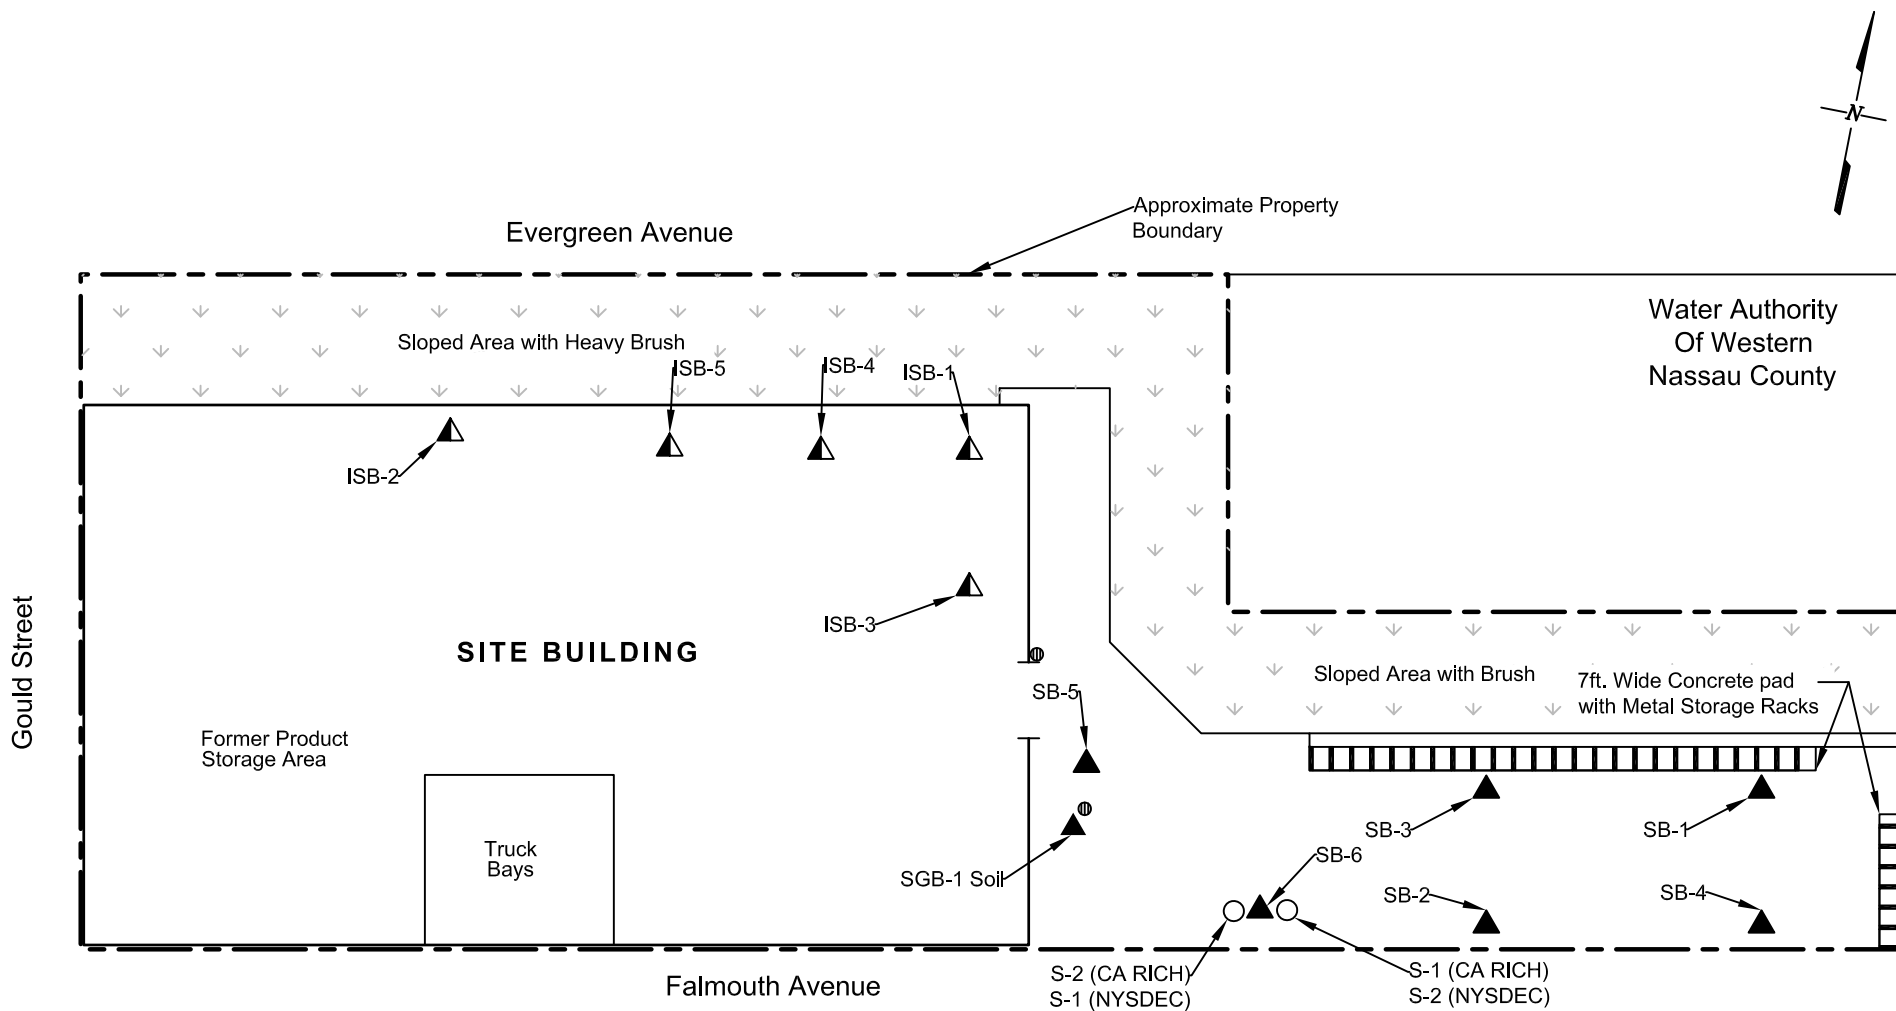 N
Approximate Property
Boundary
Evergreen Avenue
Water Authority
Of Western
Nassau County
Sloped Area with Heavy Brush
ISB-5
ISB-4
ISB-1
ISB-2
ISB-3
SITE BUILDING
Gould Street
Sloped Area with Brush
7ft. Wide Concrete pad
with Metal Storage Racks
SB-5
Former Product
Storage Area
Truck
Bays
SB-3
SB-1
SB-6
SGB-1 Soil
SB-2
SB-4
S-2 (CA RICH)
S-1 (NYSDEC)
S-1 (CA RICH)
S-2 (NYSDEC)
Falmouth Avenue